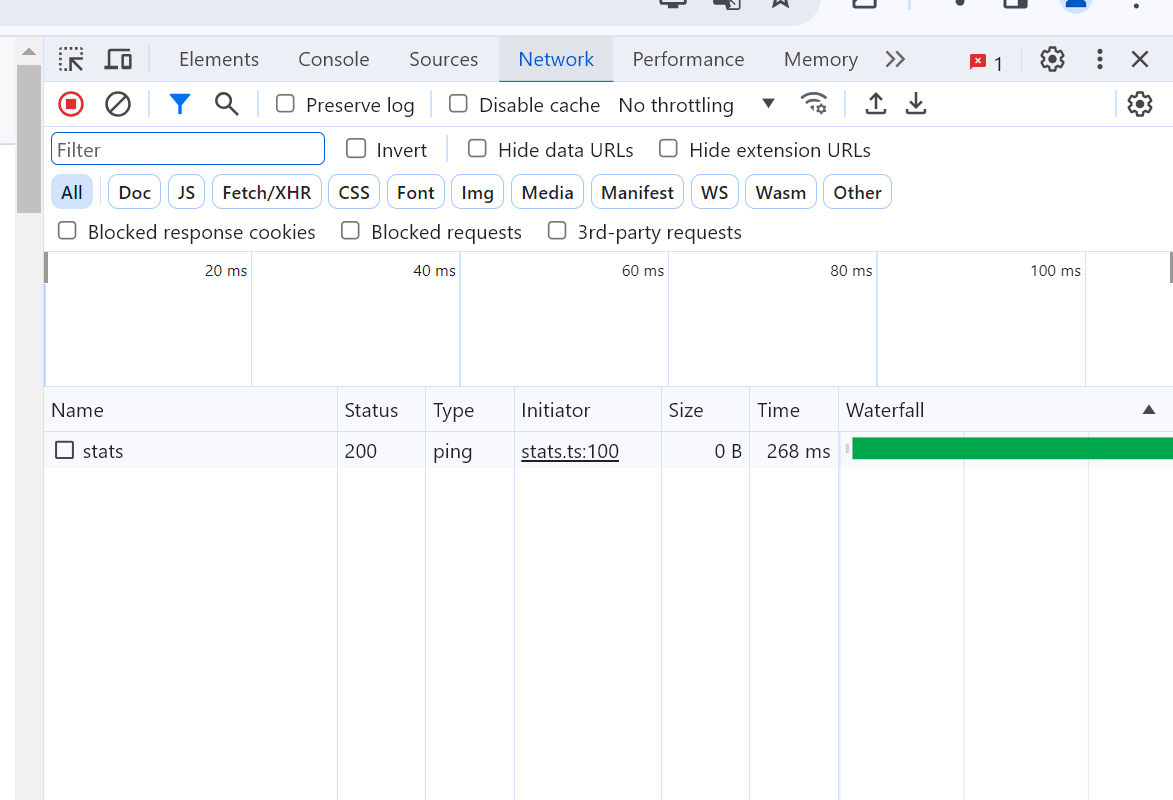 Elements Console Sources Network Performance Memory 1
Preserve log Disable cache No throttling
Filter Invert Hide data URLs Hide extension URLs
All Doc JS Fetch/XHR CSS Font Img Media Manifest WS Wasm Other
Blocked response cookies Blocked requests 3rd-party requests
20 ms 40 ms 60 ms 80 ms 100 ms
Name Status Type Initiator Size Time Waterfall
stats 200 ping stats.ts:100 0 B 268 ms